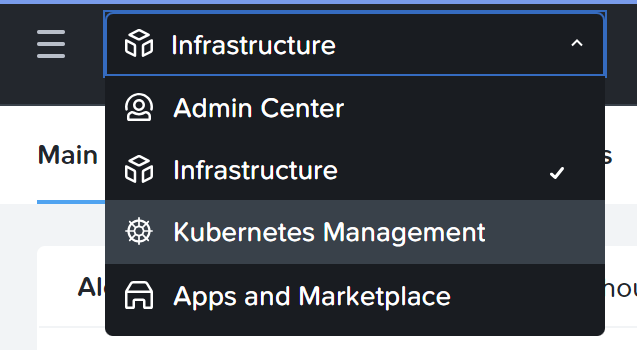 Infrastructure
Admin Center
Main
Infrastructure
Kubernetes Management
Apps and Marketplace